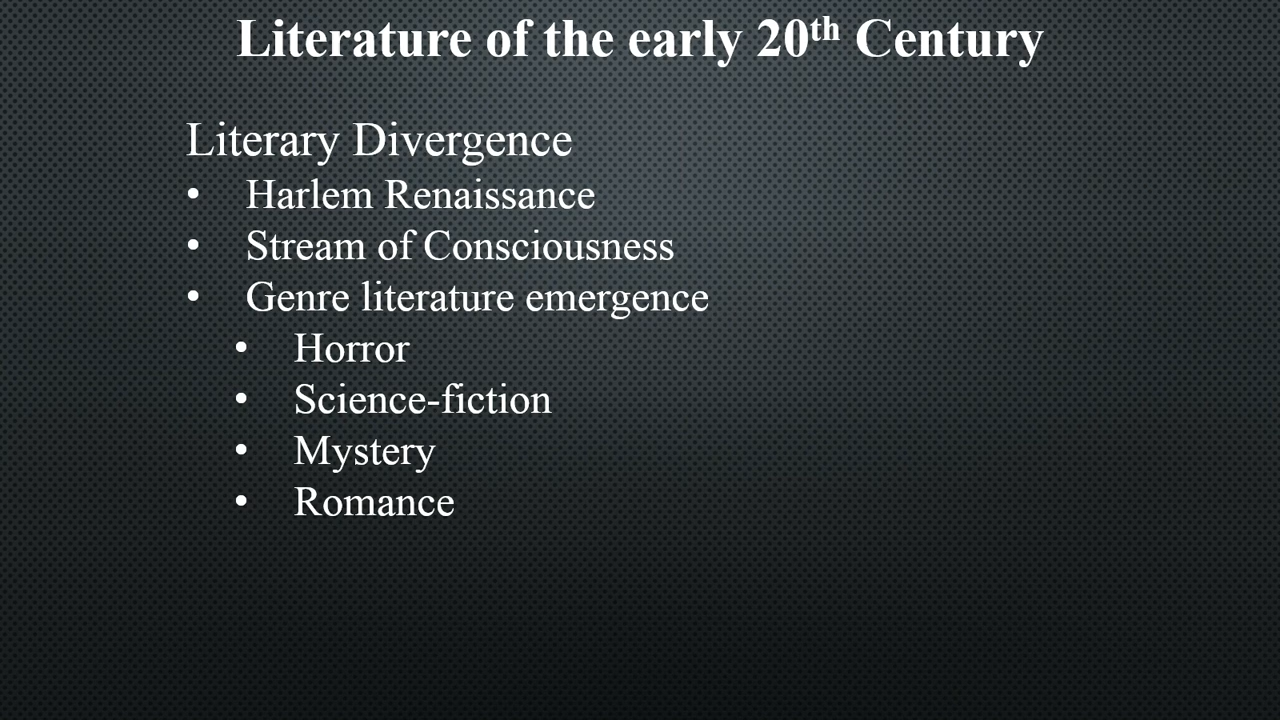 Literature of the early 20th Century
Literary Divergence
• Harlem Renaissance
• Stream of Consciousness
• Genre literature emergence
• Horror
• Science-fiction
• Mystery
• Romance